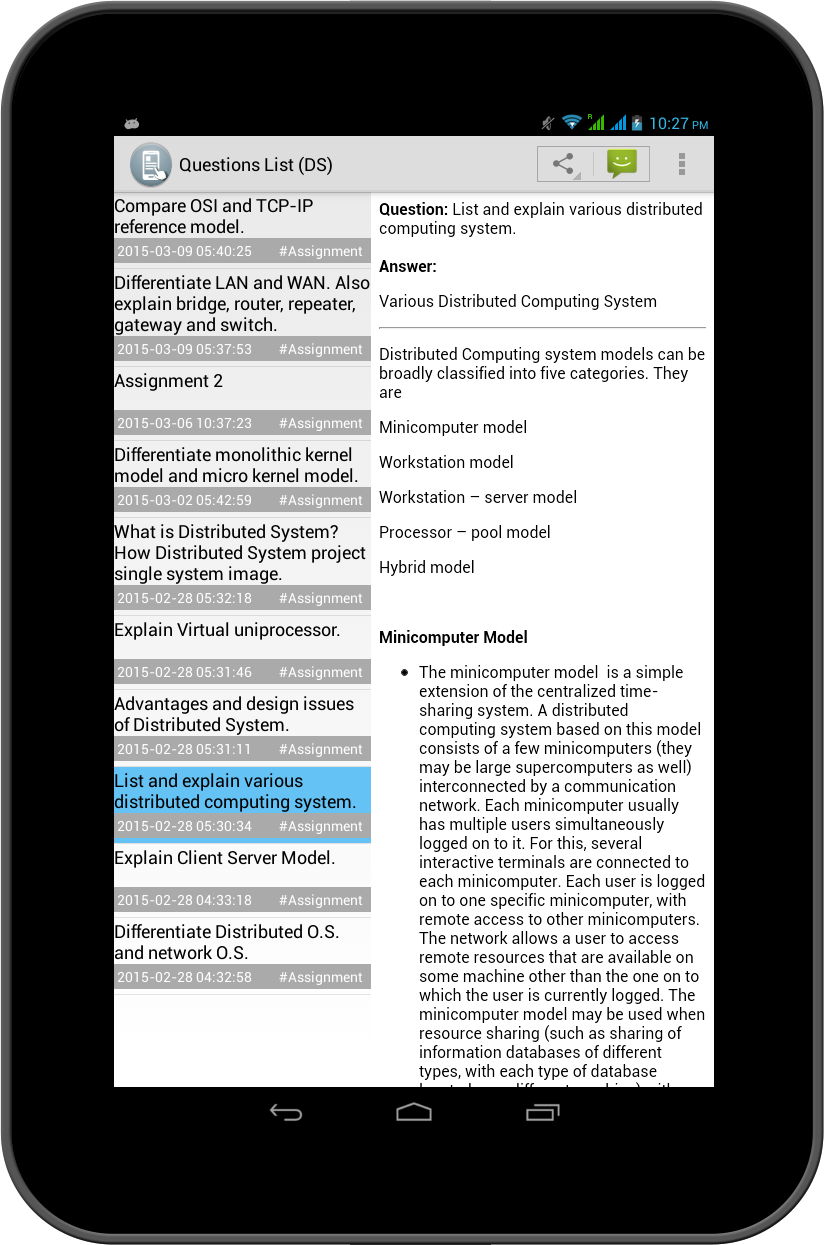 R
10:27 PM
Questions List (DS)
Compare OSI and TCP-IP
reference model.
2015-03-09 05:40:25 #Assignment
Differentiate LAN and WAN. Also
explain bridge, router, repeater,
gateway and switch.
2015-03-09 05:37:53 #Assignment
Assignment 2
2015-03-06 10:37:23 #Assignment
Differentiate monolithic kernel
model and micro kernel model.
2015-03-02 05:42:59 #Assignment
What is Distributed System?
How Distributed System project
single system image.
2015-02-28 05:32:18 #Assignment
Explain Virtual uniprocessor.
2015-02-28 05:31:46 #Assignment
Advantages and design issues
of Distributed System.
2015-02-28 05:31:11 #Assignment
List and explain various
distributed computing system.
2015-02-28 05:30:34 #Assignment
Explain Client Server Model.
2015-02-28 04:33:18 #Assignment
Differentiate Distributed O.S.
and network O.S.
2015-02-28 04:32:58 #Assignment
Question: List and explain various distributed
computing system.
Answer:
Various Distributed Computing System
Distributed Computing system models can be
broadly classified into five categories. They
are
Minicomputer model
Workstation model
Workstation – server model
Processor – pool model
Hybrid model
Minicomputer Model
• The minicomputer model is a simple
extension of the centralized time-
sharing system. A distributed
computing system based on this model
consists of a few minicomputers (they
may be large supercomputers as well)
interconnected by a communication
network. Each minicomputer usually
has multiple users simultaneously
logged on to it. For this, several
interactive terminals are connected to
each minicomputer. Each user is logged
on to one specific minicomputer, with
remote access to other minicomputers.
The network allows a user to access
remote resources that are available on
some machine other than the one on to
which the user is currently logged. The
minicomputer model may be used when
resource sharing (such as sharing of
information databases of different
types, with each type of database